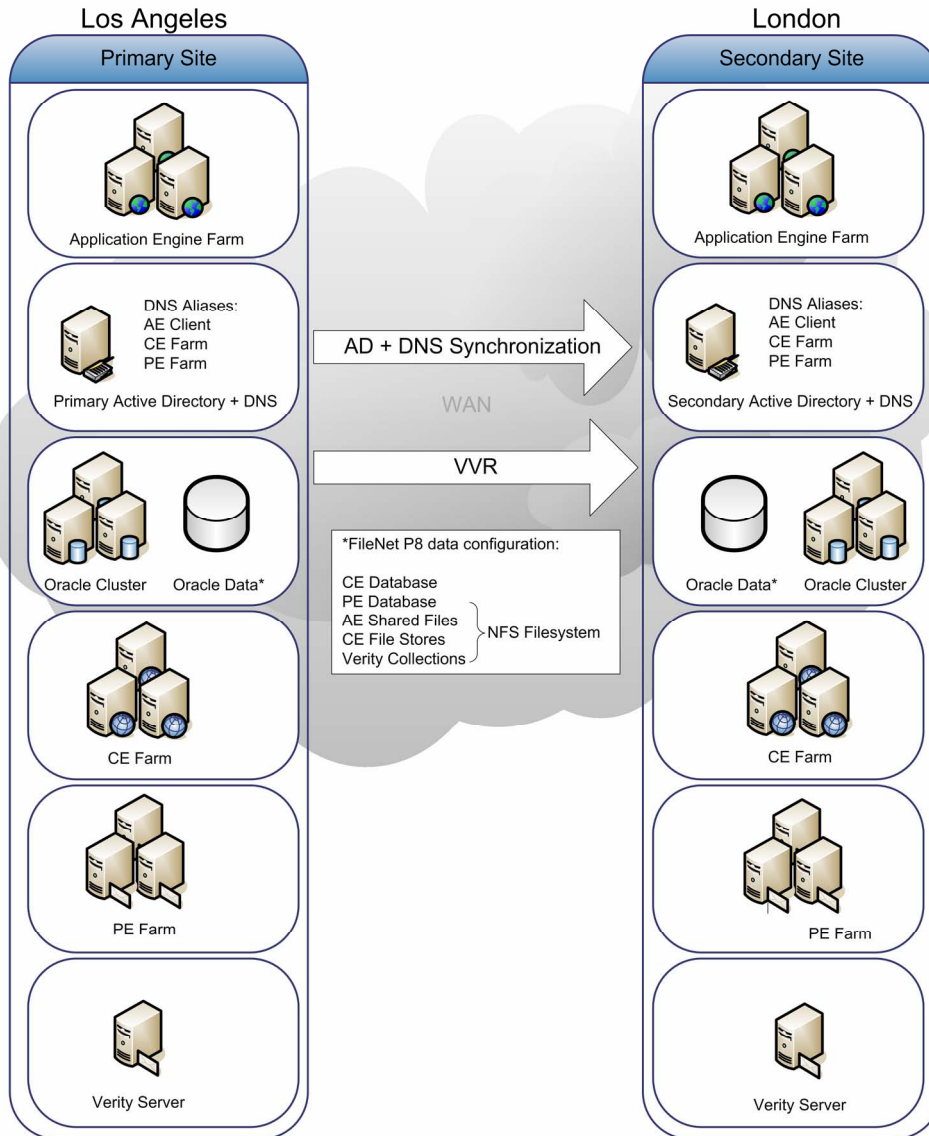 Los Angeles
Primary Site
Application Engine Farm
DNS Aliases:
AE Client
CE Farm
PE Farm
Primary Active Directory + DNS
Oracle Cluster
Oracle Data*
CE Farm
PE Farm
Verity Server
AD + DNS Synchronization
WAN
VVR
*FileNet P8 data configuration:
CE Database
PE Database
AE Shared Files
CE File Stores
Verity Collections
NFS Filesystem
London
Secondary Site
Application Engine Farm
DNS Aliases:
AE Client
CE Farm
PE Farm
Secondary Active Directory + DNS
Oracle Data*
Oracle Cluster
CE Farm
PE Farm
Verity Server